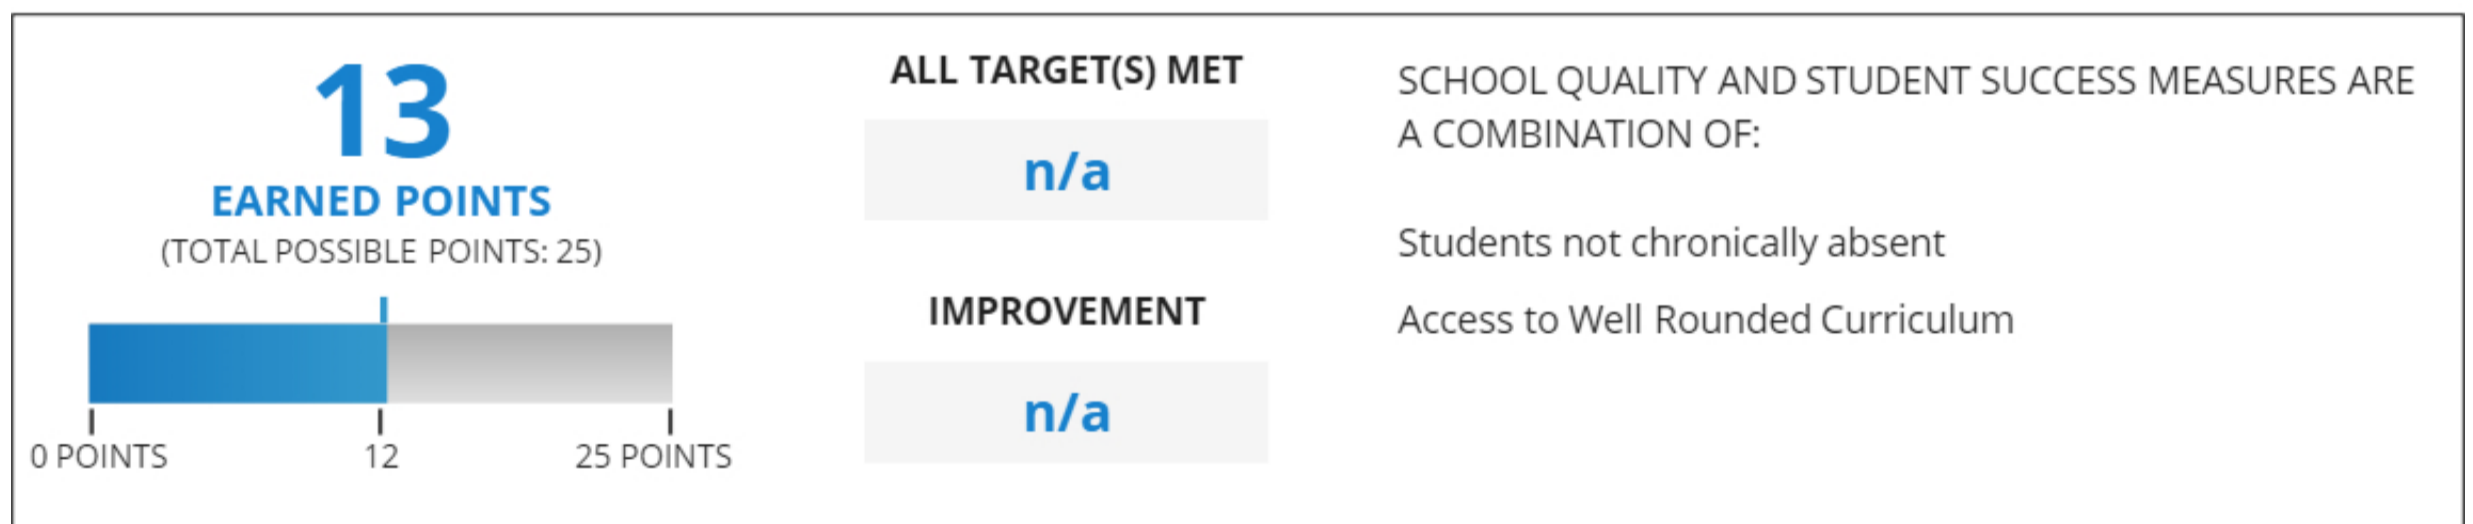 13
EARNED POINTS
(TOTAL POSSIBLE POINTS: 25)
0 POINTS
12
25 POINTS
ALL TARGET(S) MET
n/a
IMPROVEMENT
n/a
SCHOOL QUALITY AND STUDENT SUCCESS MEASURES ARE
A COMBINATION OF:
Students not chronically absent
Access to Well Rounded Curriculum